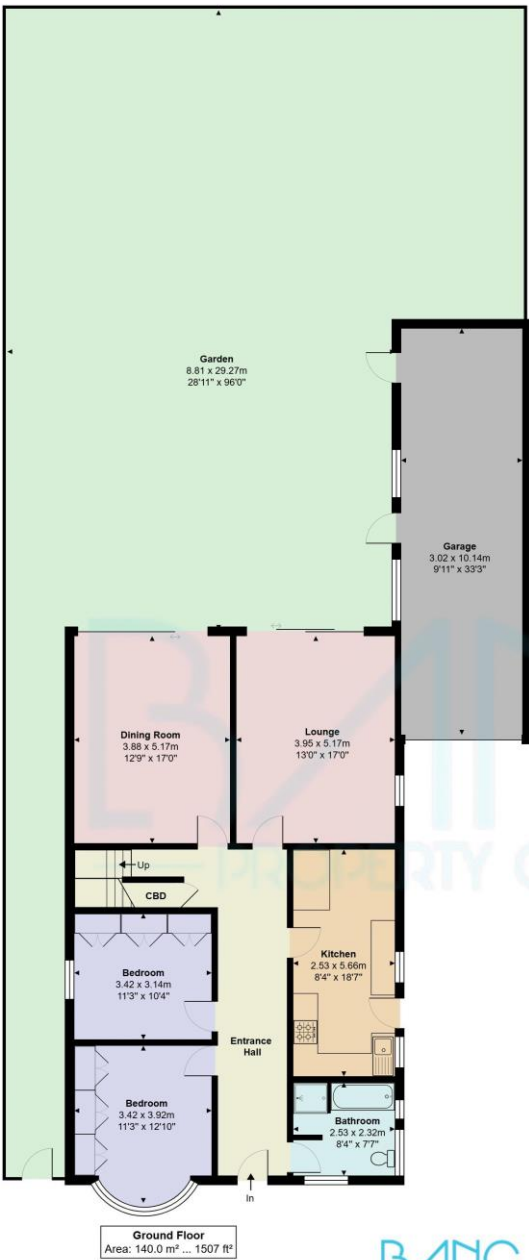 Garden
8.81 x 29.27m
28'11" x 96'0"
Garage
3.02 x 10.14m
9'11" x 33'3"
Dining Room
3.88 x 5.17m
12'9" x 17'0"
Lounge
3.95 x 5.17m
13'0" x 17'0"
Up
CBD
PROPERTY
Bedroom
3.42 x 3.14m
11'3" x 10'4"
Kitchen
2.53 x 5.66m
8'4" x 18'7"
Entrance
Hall
Bedroom
3.42 x 3.92m
11'3" x 12'10"
Bathroom
2.53 x 2.32m
8'4" x 7'7"
In
Ground Floor
Area: 140.0 m² ... 1507 ft²